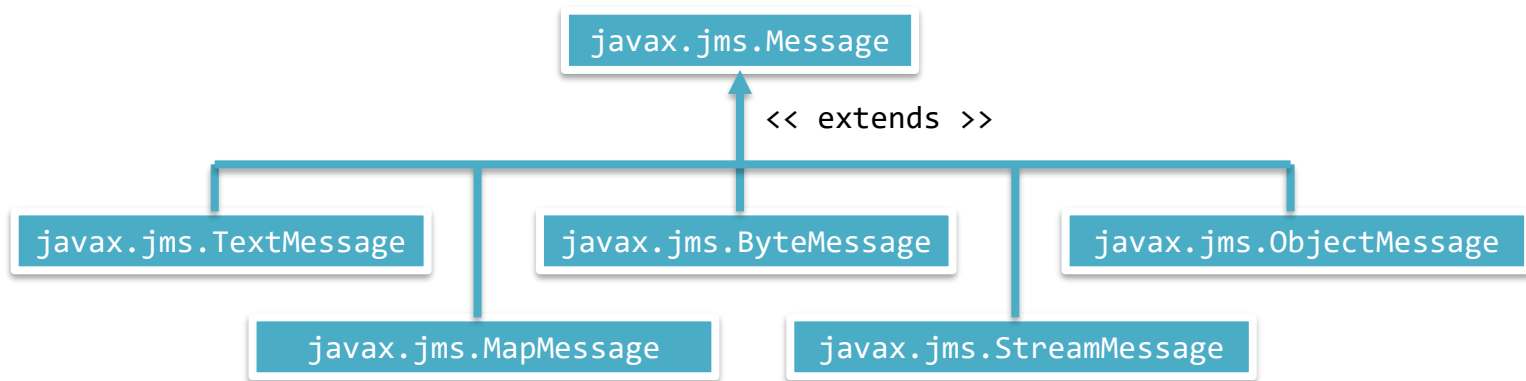 javax.jms.Message
<< extends >>
javax.jms.TextMessage
javax.jms.ByteMessage
javax.jms.ObjectMessage
javax.jms.MapMessage
javax.jms.StreamMessage